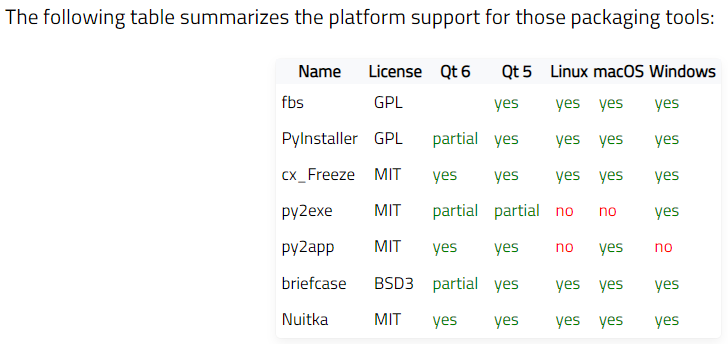 The following table summarizes the platform support for those packaging tools:
Name License Qt 6 Qt 5 Linux macOS Windows
fbs GPL yes yes yes yes
PyInstaller GPL partial yes yes yes yes
cx_Freeze MIT yes yes yes yes yes
py2exe MIT partial partial no no yes
py2app MIT yes yes no yes no
briefcase BSD3 partial yes yes yes yes
Nuitka MIT yes yes yes yes yes